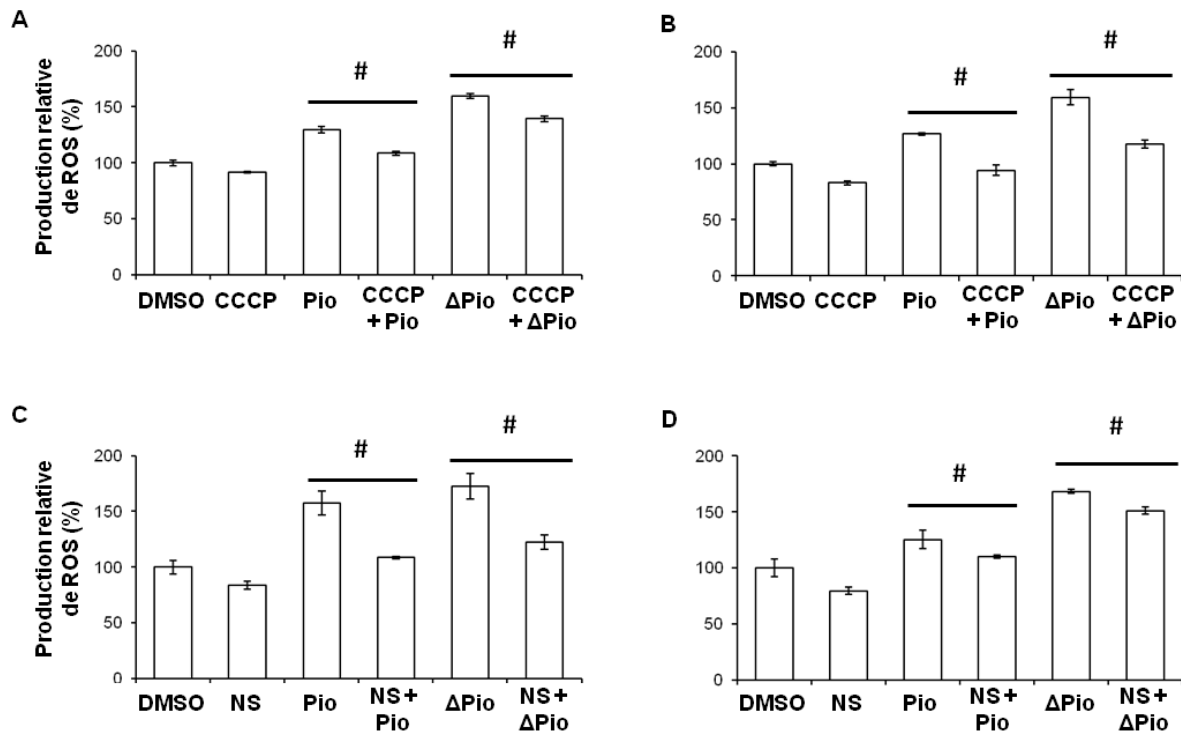 A
Production relative
de ROS (%)
200
150
100
50
0
#
#
DMSO CCCP Pio CCCP ΔPio CCCP
+ Pio + ΔPio
B
200
150
100
50
0
#
#
DMSO CCCP Pio CCCP ΔPio CCCP
+ Pio + ΔPio
C
Production relative
de ROS (%)
200
150
100
50
0
#
#
DMSO NS Pio NS + ΔPio NS +
Pio ΔPio
D
200
150
100
50
0
#
#
DMSO NS Pio NS + ΔPio NS +
Pio ΔPio